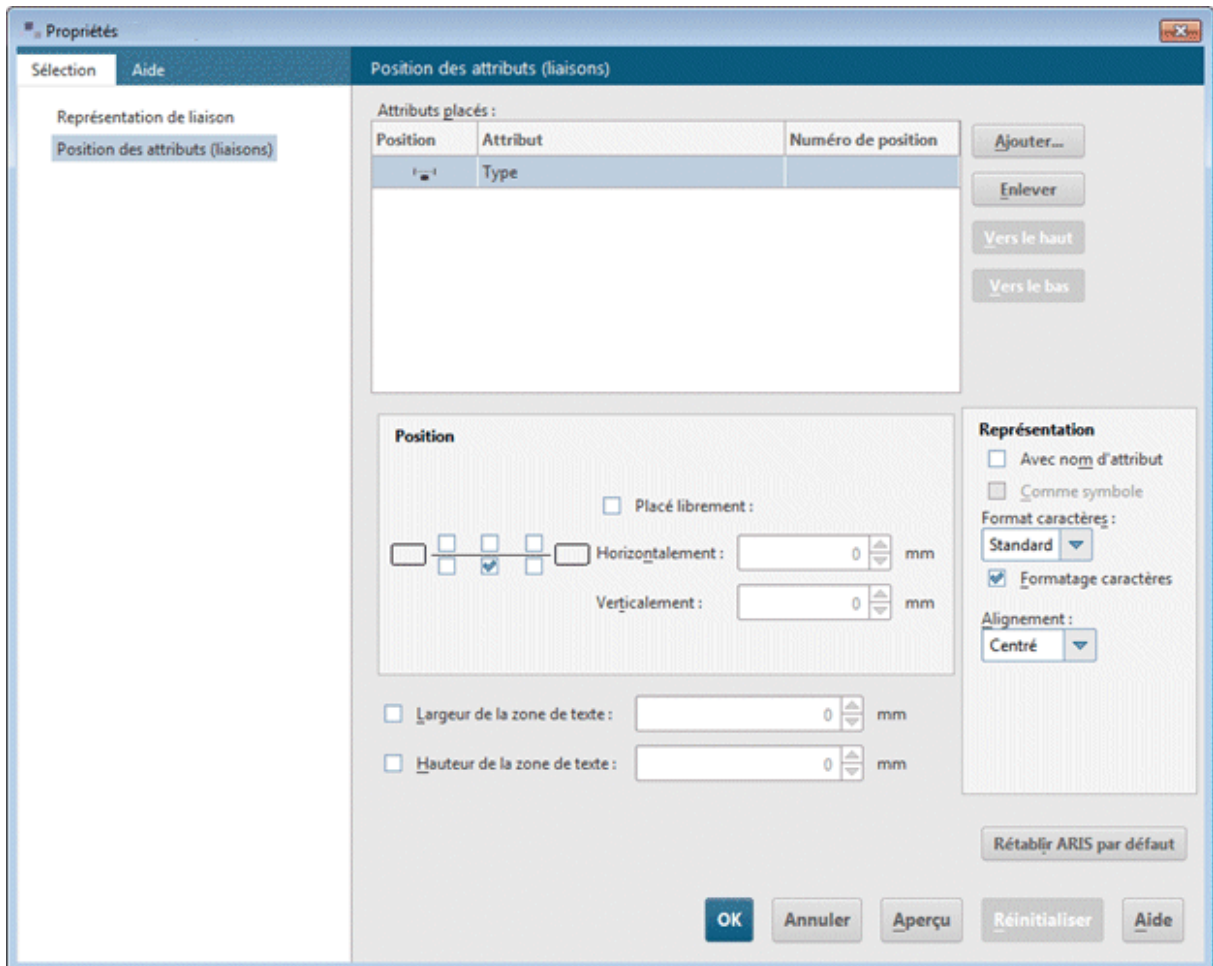 Propriétés
Sélection Aide
Représentation de liaison
Position des attributs (liaisons)
Position des attributs (liaisons)
Attributs placés :
Position Attribut Numéro de position
Type
Ajouter...
Enlever
Vers le haut
Vers le bas
Position
Placé librement :
Horizontalement : 0 mm
Verticalement : 0 mm
Largeur de la zone de texte : 0 mm
Hauteur de la zone de texte : 0 mm
Représentation
Avec nom d'attribut
Comme symbole
Format caractères :
Standard
Formatage caractères
Alignement :
Centré
Rétablir ARIS par défaut
OK Annuler Aperçu Réinitialiser Aide